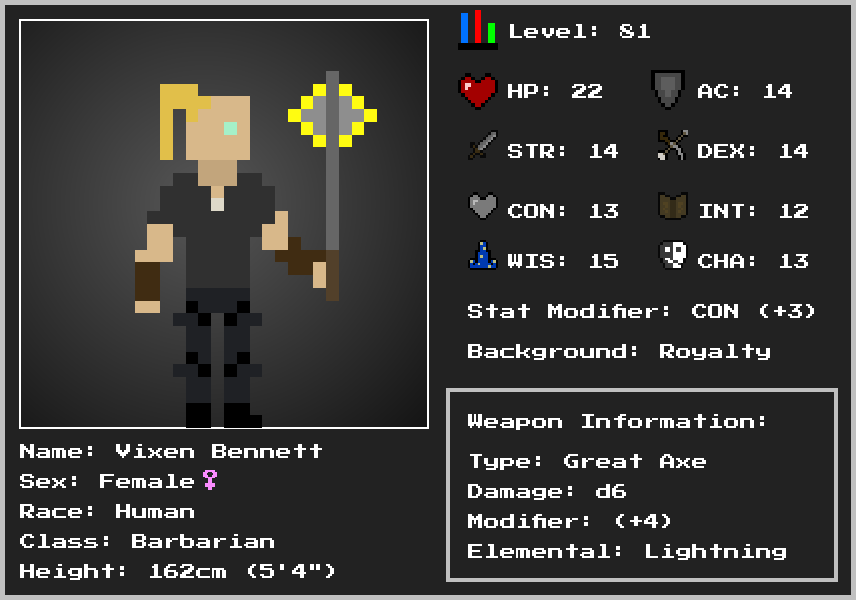 Level: 81
HP: 22
AC: 14
STR: 14
DEX: 14
CON: 13
INT: 12
WIS: 15
CHA: 13
Stat Modifier: CON (+3)
Background: Royalty
Name: Vixen Bennett
Sex: Female♀
Race: Human
Class: Barbarian
Height: 162cm (5'4")
Weapon Information:
Type: Great Axe
Damage: d6
Modifier: (+4)
Elemental: Lightning